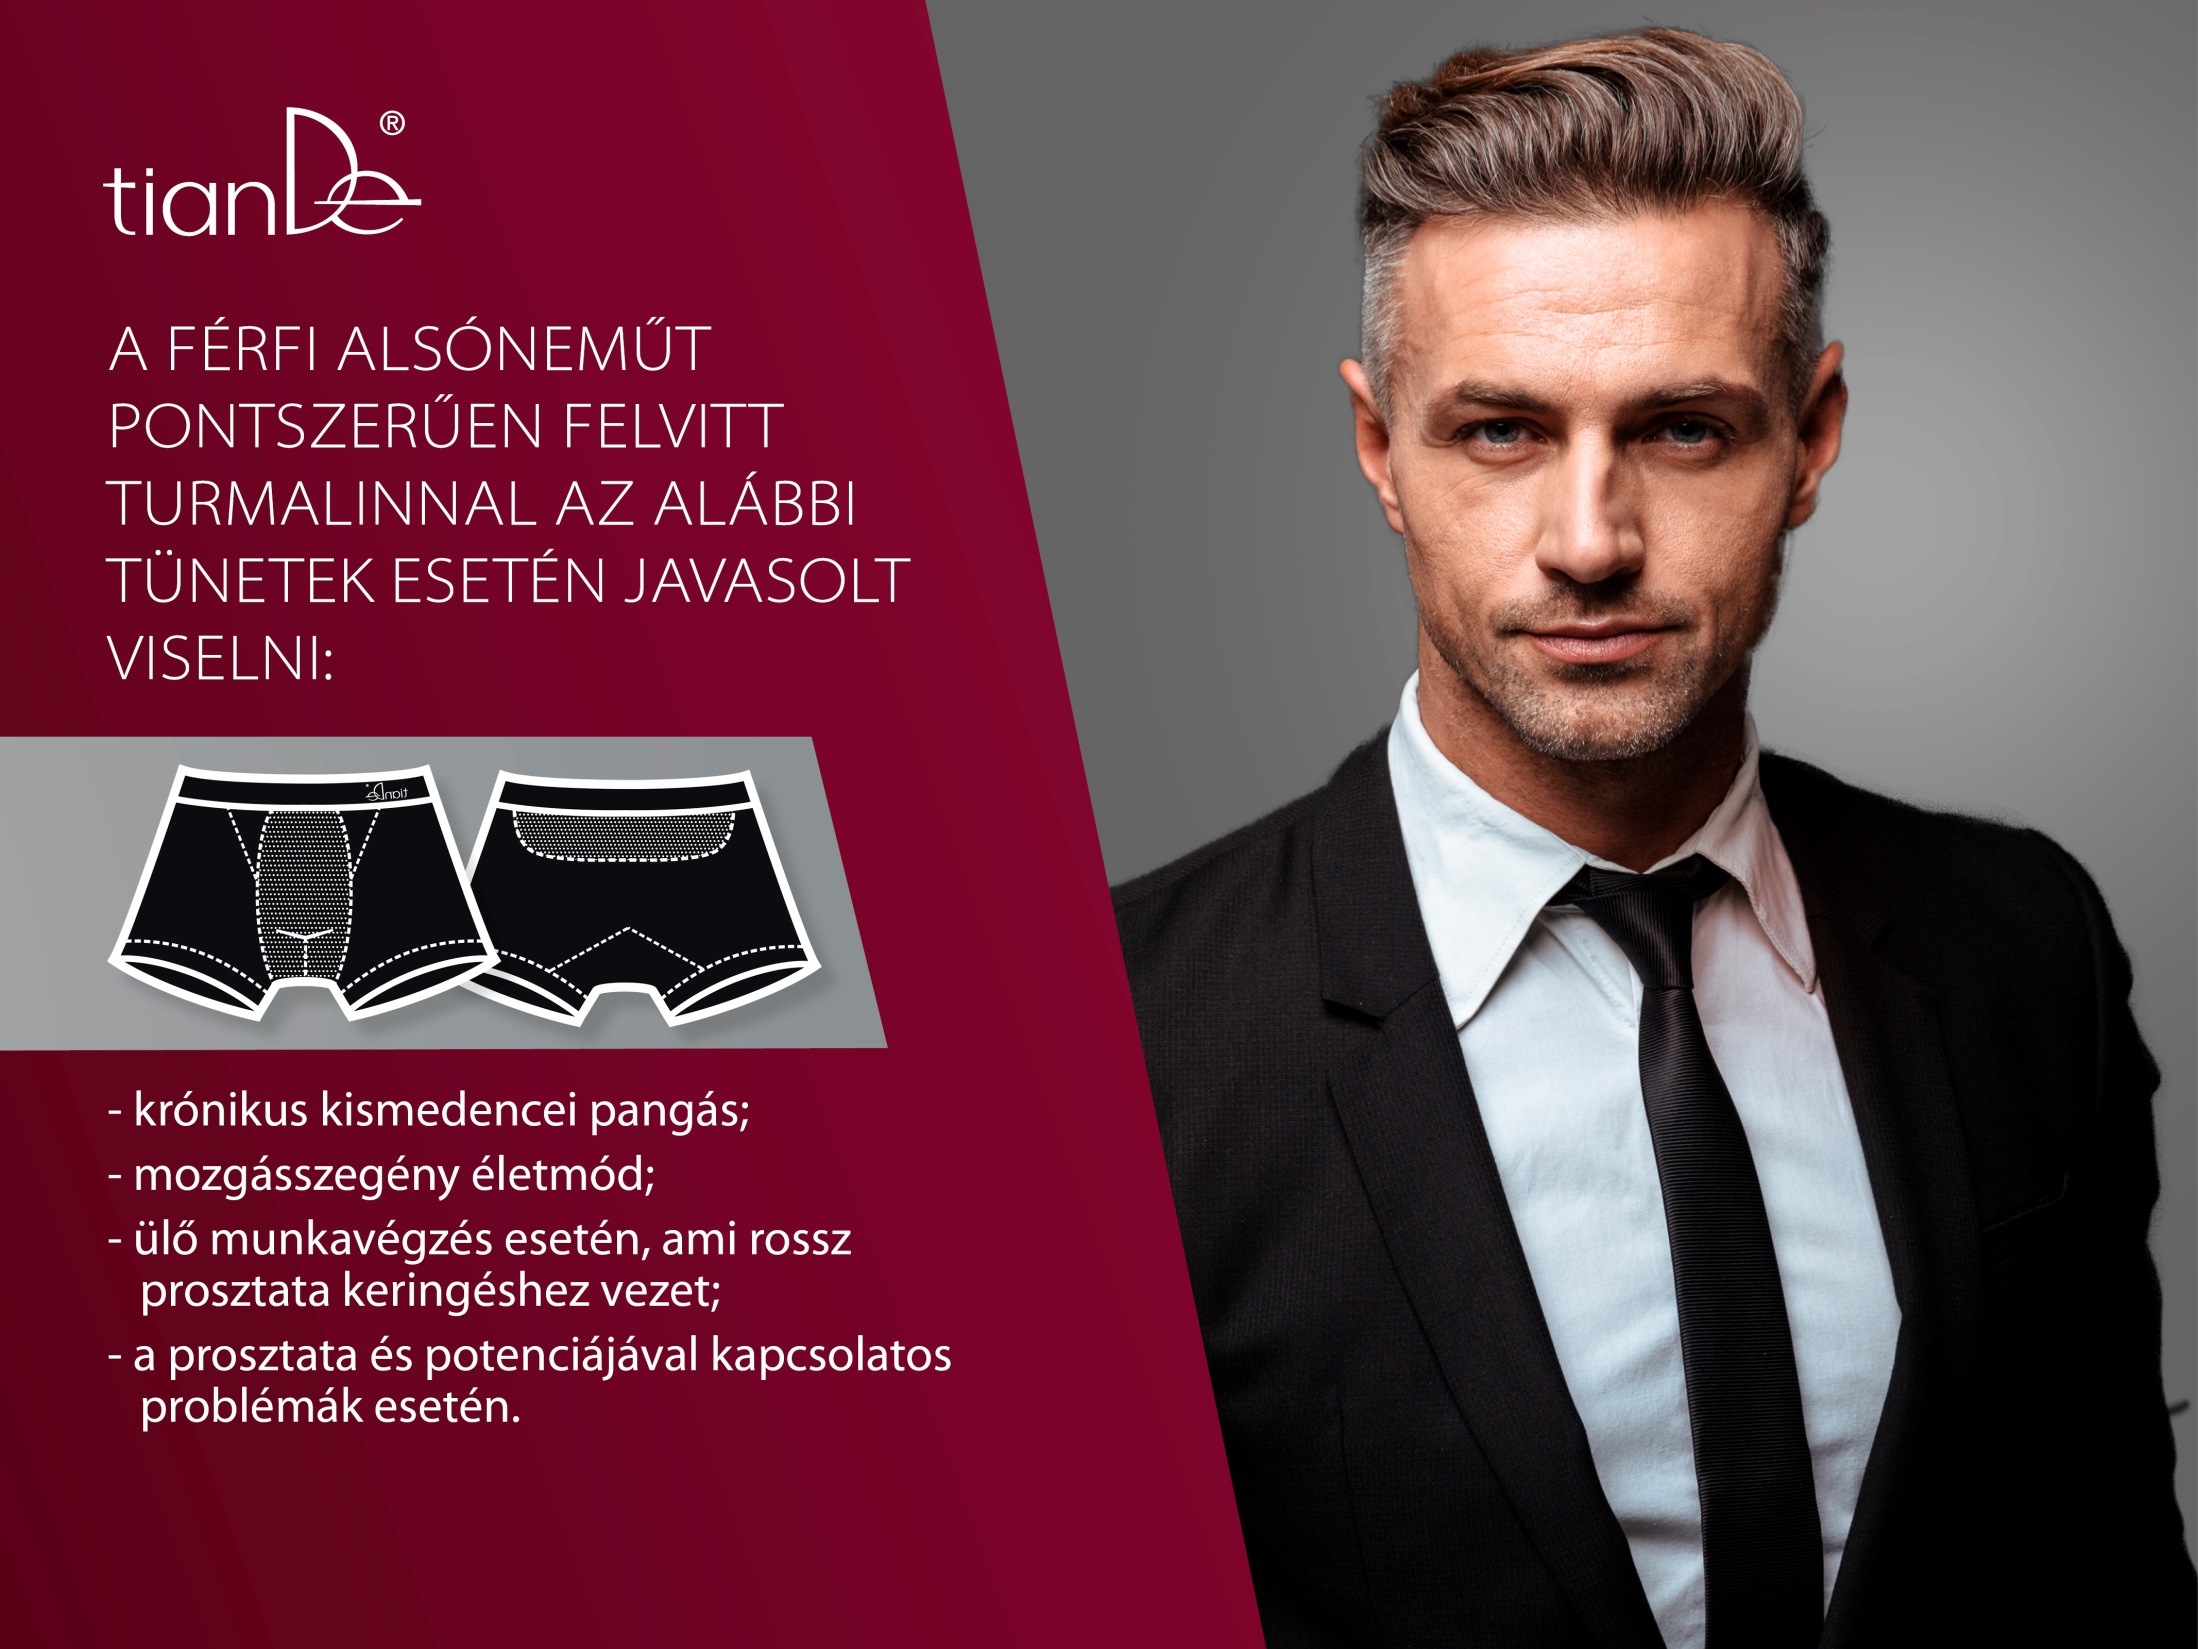 tianDe®
A FÉRFI ALSÓNEMŰT
PONTSZERŰEN FELVITT
TURMALINNAL AZ ALÁBBI
TÜNETEK ESETÉN JAVASOLT
VISELNI:
tianDe
- krónikus kismedencei pangás;
- mozgásszegény életmód;
- ülő munkavégzés esetén, ami rossz
prosztata keringéshez vezet;
- a prosztata és potenciájával kapcsolatos
problémák esetén.